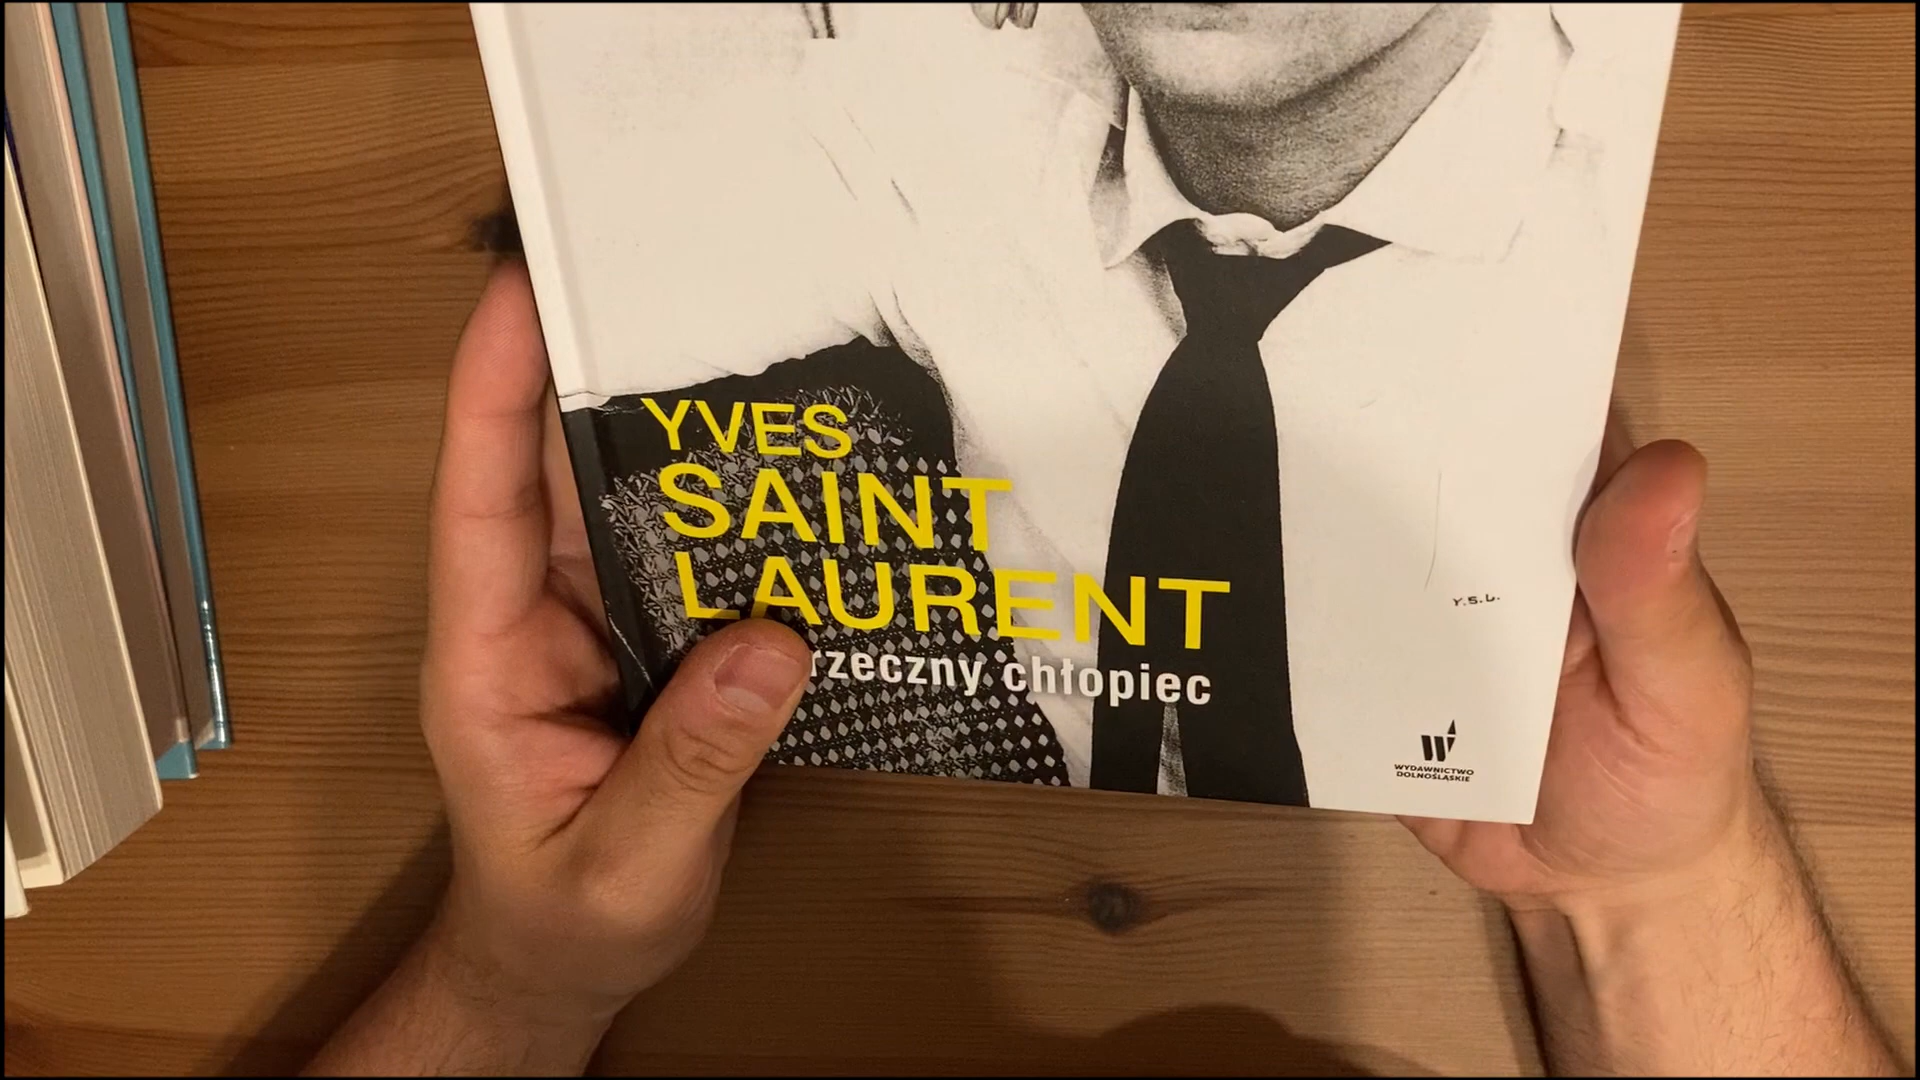 YVES
SAINT
LAURENT
rzeczny chłopiec
Y.S.L.
WYDAWNICTWO
DOLNOŚLĄSKIE